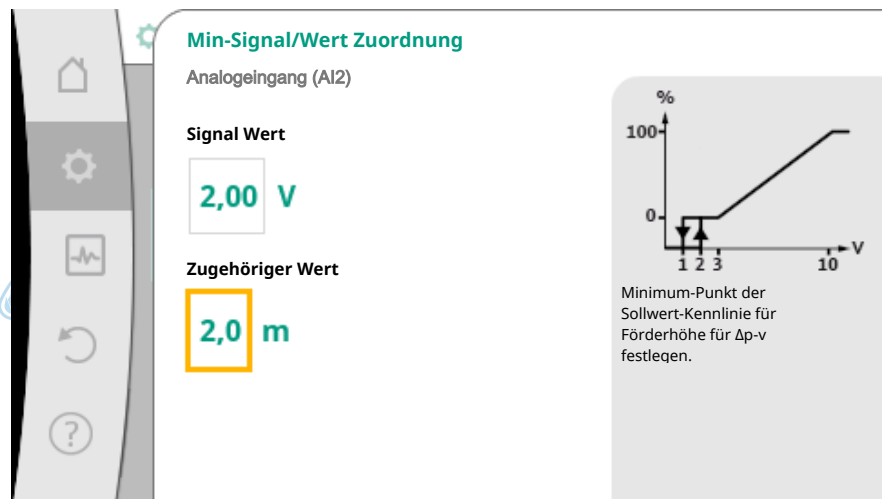 Min-Signal/Wert Zuordnung
Analogeingang (AI2)
Signal Wert
2,00 V
Zugehöriger Wert
2,0 m
%
100
0
1 2 3 10 V
Minimum-Punkt der
Sollwert-Kennlinie für
Förderhöhe für Δp-v
festlegen.
?